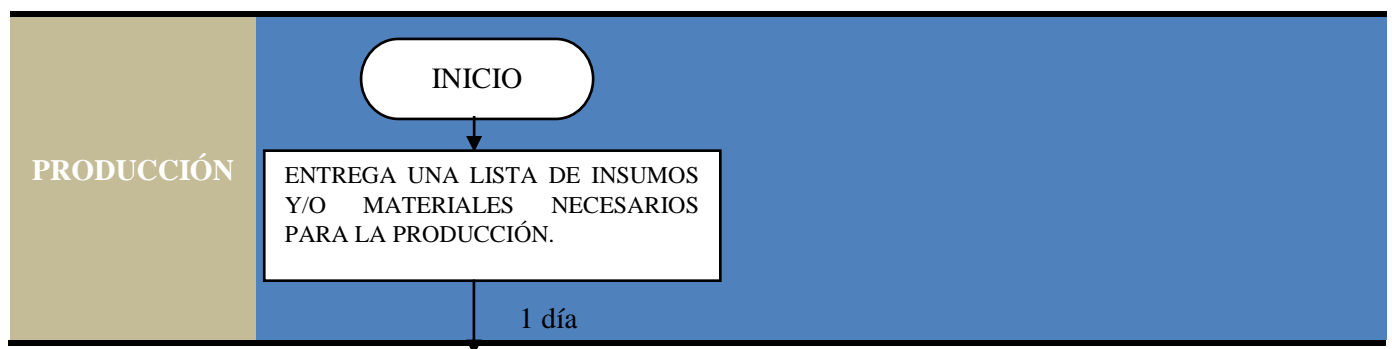 INICIO
PRODUCCIÓN
ENTREGA UNA LISTA DE INSUMOS
Y/O MATERIALES NECESARIOS
PARA LA PRODUCCIÓN.
1 día